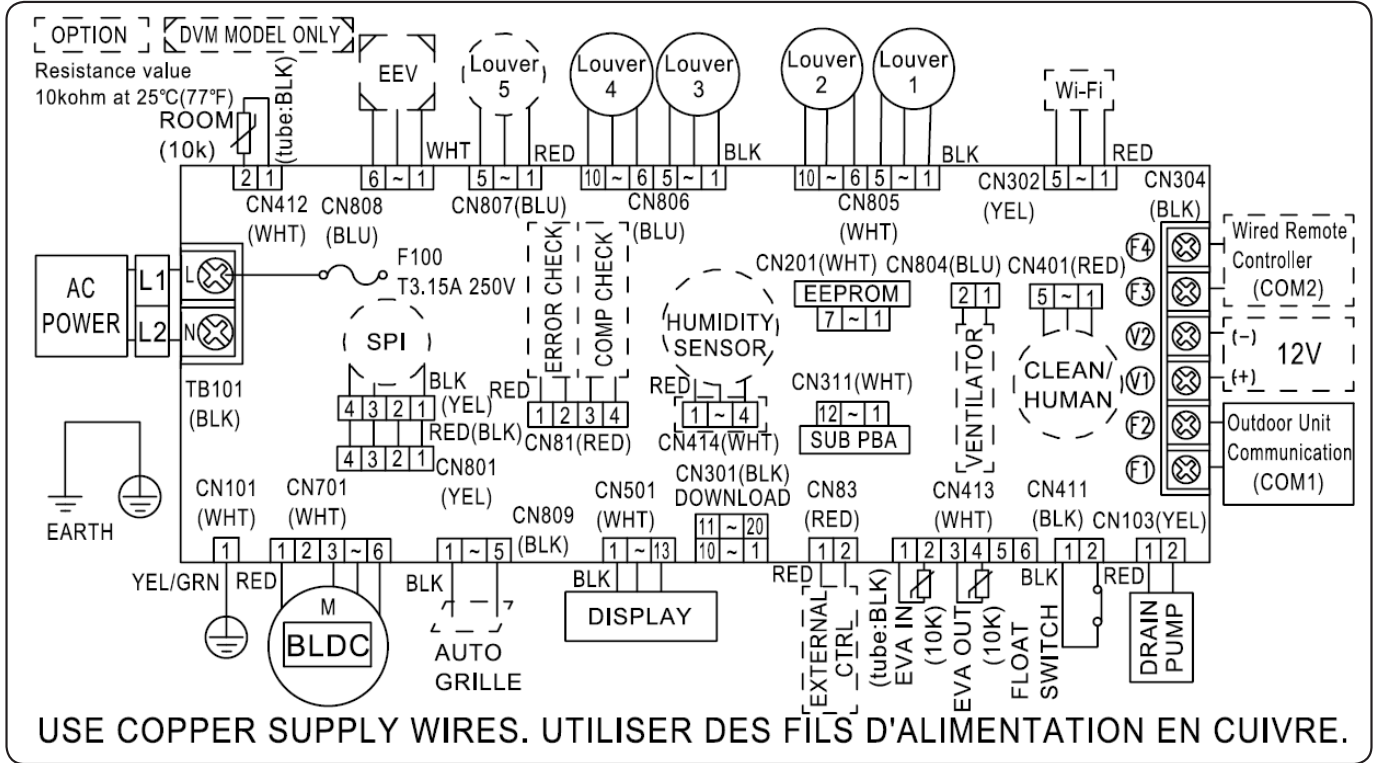 OPTION DVM MODEL ONLY
Resistance value
10kohm at 25℃(77℉)
ROOM
(10k)
(tube:BLK)
EEV
Louver
5
Louver
4
Louver
3
Louver
2
Louver
1
Wi-Fi
WHT RED BLK BLK RED
2 1
6 ~ 1
5 ~ 1
10 ~ 6 5 ~ 1
10 ~ 6 5 ~ 1
5 ~ 1
CN412
(WHT)
CN808
(BLU)
CN807(BLU)
CN806
(BLU)
CN805
(WHT)
CN302
(YEL)
CN304
(BLK)
AC
POWER
L1
L2
L
N
TB101
(BLK)
F100
T3.15A 250V
SPI
BLK
(YEL)
4 3 2 1
RED(BLK)
4 3 2 1
CN801
(YEL)
ERROR CHECK
COMP CHECK
RED
1 2 3 4
CN81(RED)
HUMIDITY
SENSOR
RED
1 ~ 4
CN414(WHT)
CN201(WHT)
EEPROM
7 ~ 1
CN311(WHT)
12 ~ 1
SUB PBA
CN804(BLU)
2 1
VENTILATOR
CN401(RED)
5 ~ 1
CLEAN/
HUMAN
F4
F3
V2
V1
F2
F1
Wired Remote
Controller
(COM2)
(-)
12V
(+)
Outdoor Unit
Communication
(COM1)
EARTH
CN101
(WHT)
1
YEL/GRN
CN701
(WHT)
1 2 3 ~ 6
RED
M
BLDC
CN809
(BLK)
1 ~ 5
BLK
AUTO
GRILLE
CN501
(WHT)
1 ~ 13
BLK
DISPLAY
CN301(BLK)
DOWNLOAD
11 ~ 20
10 ~ 1
CN83
(RED)
1 2
RED
EXTERNAL
CTRL
CN413
(WHT)
1 2 3 4 5 6
(tube:BLK)
EVA IN
(10K)
EVA OUT
(10K)
CN411
(BLK)
1 2
BLK
FLOAT
SWITCH
CN103(YEL)
1 2
RED
DRAIN
PUMP
USE COPPER SUPPLY WIRES. UTILISER DES FILS D'ALIMENTATION EN CUIVRE.